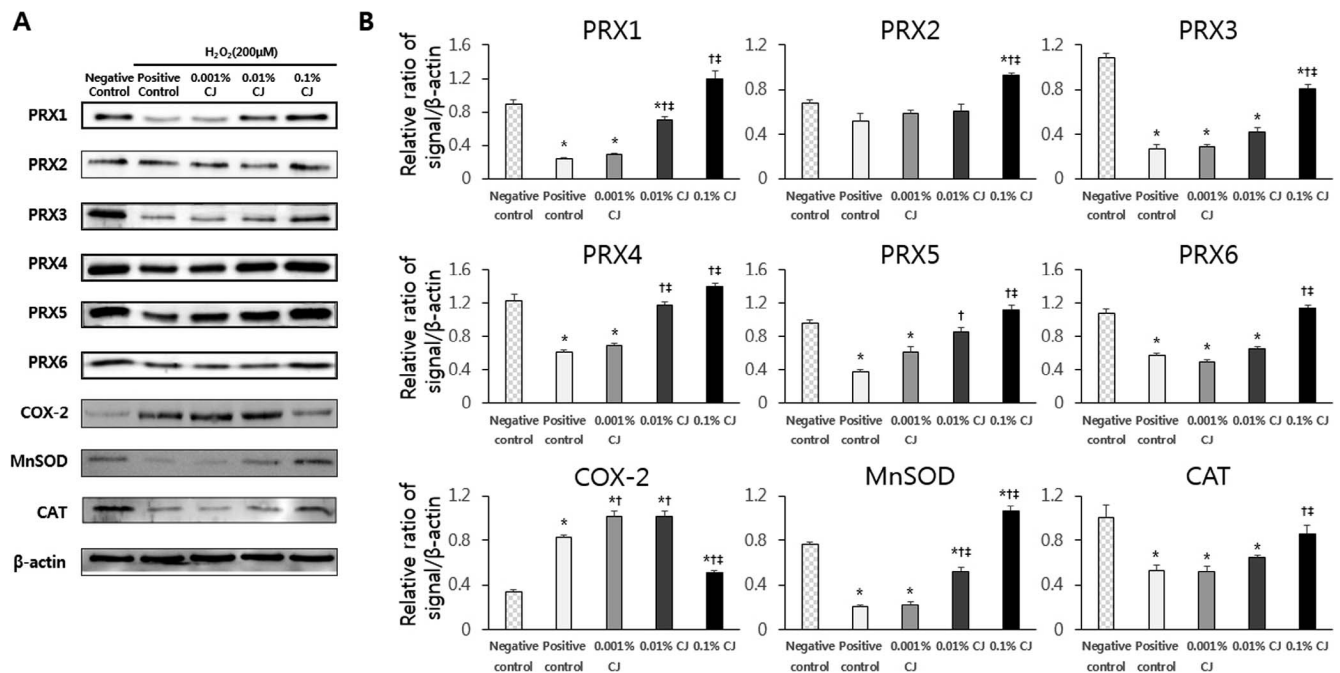 A
H₂O₂(200μM)
Negative Control
Positive Control
0.001% CJ
0.01% CJ
0.1% CJ
PRX1
PRX2
PRX3
PRX4
PRX5
PRX6
COX-2
MnSOD
CAT
β-actin
B
PRX1
Relative ratio of signal/β-actin
1.6
1.2
0.8
0.4
0
*
*
*†‡
†‡
Negative control
Positive control
0.001% CJ
0.01% CJ
0.1% CJ
PRX2
1.2
0.8
0.4
0
*†‡
Negative control
Positive control
0.001% CJ
0.01% CJ
0.1% CJ
PRX3
1.2
0.8
0.4
0
*
*
*
*†‡
Negative control
Positive control
0.001% CJ
0.01% CJ
0.1% CJ
PRX4
Relative ratio of signal/β-actin
1.6
1.2
0.8
0.4
0
*
*
†‡
†‡
Negative control
Positive control
0.001% CJ
0.01% CJ
0.1% CJ
PRX5
1.6
1.2
0.8
0.4
0
*
*
†
†‡
Negative control
Positive control
0.001% CJ
0.01% CJ
0.1% CJ
PRX6
1.6
1.2
0.8
0.4
0
*
*
*
†‡
Negative control
Positive control
0.001% CJ
0.01% CJ
0.1% CJ
COX-2
Relative ratio of signal/β-actin
1.2
0.8
0.4
0
*
*†
*†
*†‡
Negative control
Positive control
0.001% CJ
0.01% CJ
0.1% CJ
MnSOD
1.2
0.8
0.4
0
*
*
*†‡
*†‡
Negative control
Positive control
0.001% CJ
0.01% CJ
0.1% CJ
CAT
1.2
0.8
0.4
0
*
*
*
†‡
Negative control
Positive control
0.001% CJ
0.01% CJ
0.1% CJ